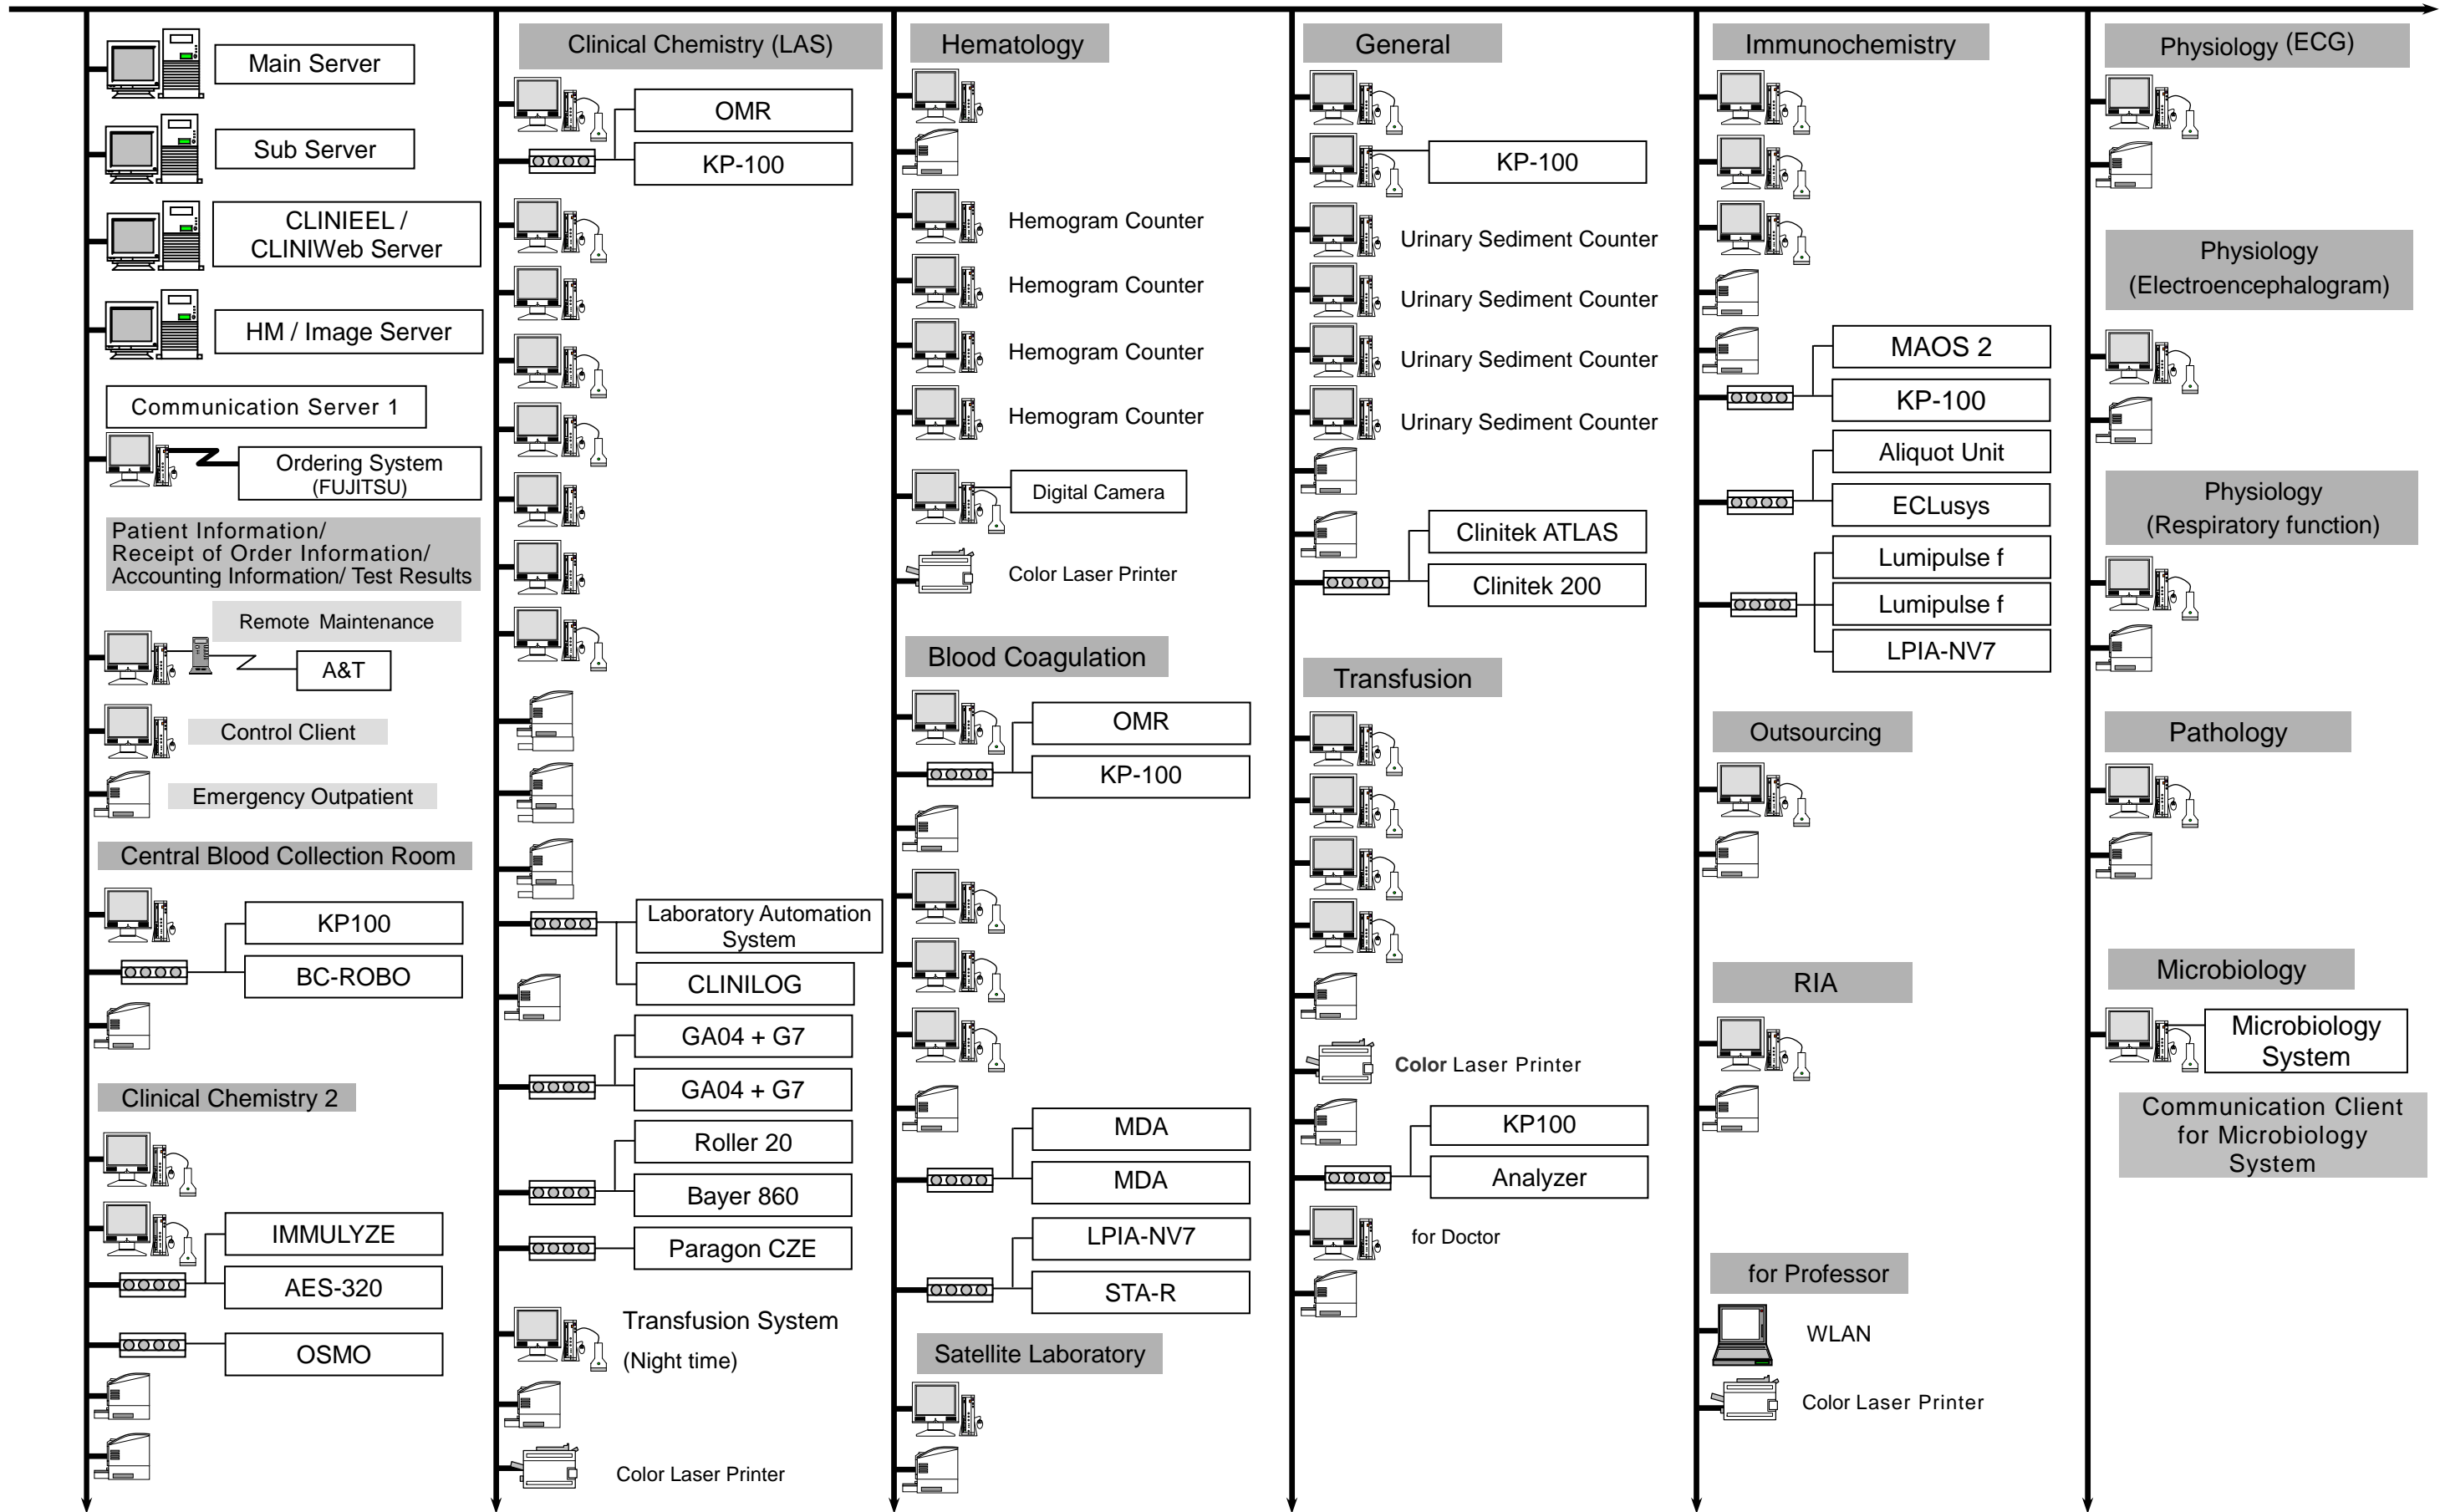 Main Server
Sub Server
CLINIEEL /
CLINIWeb Server
HM / Image Server
Communication Server 1
Ordering System
(FUJITSU)
Patient Information/
Receipt of Order Information/
Accounting Information/ Test Results
Remote Maintenance
A&T
Control Client
Emergency Outpatient
Central Blood Collection Room
KP100
BC-ROBO
Clinical Chemistry 2
IMMULYZE
AES-320
OSMO
Clinical Chemistry (LAS)
OMR
KP-100
Laboratory Automation
System
CLINILOG
GA04 + G7
GA04 + G7
Roller 20
Bayer 860
Paragon CZE
Transfusion System
(Night time)
Color Laser Printer
Hematology
Hemogram Counter
Hemogram Counter
Hemogram Counter
Hemogram Counter
Digital Camera
Color Laser Printer
Blood Coagulation
OMR
KP-100
MDA
MDA
LPIA-NV7
STA-R
Satellite Laboratory
General
KP-100
Urinary Sediment Counter
Urinary Sediment Counter
Urinary Sediment Counter
Urinary Sediment Counter
Clinitek ATLAS
Clinitek 200
Transfusion
Color Laser Printer
KP100
Analyzer
for Doctor
Immunochemistry
MAOS 2
KP-100
Aliquot Unit
ECLusys
Lumipulse f
Lumipulse f
LPIA-NV7
Outsourcing
RIA
for Professor
WLAN
Color Laser Printer
Physiology (ECG)
Physiology
(Electroencephalogram)
Physiology
(Respiratory function)
Pathology
Microbiology
Microbiology
System
Communication Client
for Microbiology
System